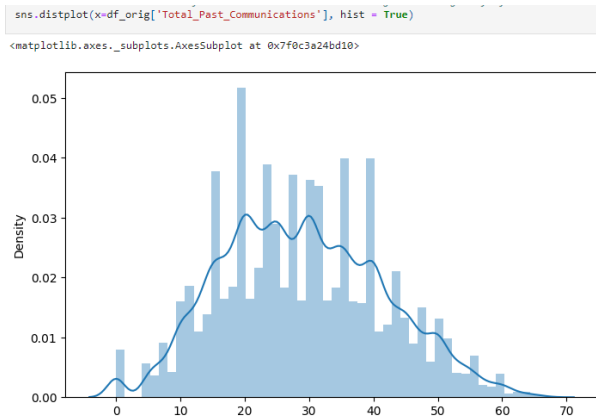 sns.distplot(x=df_orig['Total_Past_Communications'], hist = True)
<matplotlib.axes._subplots.AxesSubplot at 0x7f0c3a24bd10>
0.05
0.04
0.03
0.02
0.01
0.00
Density
0 10 20 30 40 50 60 70